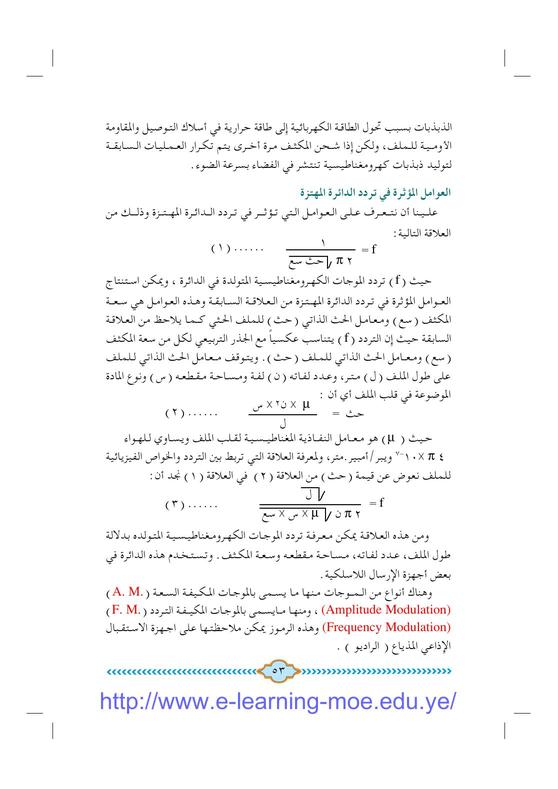 الذبذبات بسبب تحول الطاقة الكهربائية إلى طاقة حرارية في أسلاك التوصيل والمقاومة
الأومية للملف، ولكن إذا شحن المكثف مرة أخرى يتم تكرار العمليات السابقة
لتوليد ذبذبات كهرومغناطيسية تنتشر في الفضاء بسرعة الضوء.
العوامل المؤثرة في تردد الدائرة المهتزة
علينا أن نتعرف على العوامل التي تؤثر في تردد الدائرة المهتزة وذلك من
العلاقة التالية:
f = ١ / ٢ π √حث سع ...... (١)
حيث (f) تردد الموجات الكهرومغناطيسية المتولدة في الدائرة ، ويمكن استنتاج
العوامل المؤثرة في تردد الدائرة المهتزة من العلاقة السابقة وهذه العوامل هي سعة
المكثف (سع) ومعامل الحث الذاتي (حث) للملف الحثي كما يلاحظ من العلاقة
السابقة حيث إن التردد (f) يتناسب عكسياً مع الجذر التربيعي لكل من سعة المكثف
(سع) ومعامل الحث الذاتي للملف (حث). ويتوقف معامل الحث الذاتي للملف
على طول الملف (ل) متر، وعدد لفاته (ن) لفة ومساحة مقطعه (س) ونوع المادة
الموضوعة في قلب الملف أي أن :
حث = μ × ن٢ × س / ل ...... (٢)
حيث (μ) هو معامل النفاذية المغناطيسية لقلب الملف ويساوي للهواء
٤ π ×١٠−٧ ويبر/أمبير.متر، ولمعرفة العلاقة التي تربط بين التردد والخواص الفيزيائية
للملف نعوض عن قيمة (حث) من العلاقة (٢) في العلاقة (١) نجد أن:
f = √ل / ٢ π ن √μ × س × سع ...... (٣)
ومن هذه العلاقة يمكن معرفة تردد الموجات الكهرومغناطيسية المتولده بدلالة
طول الملف، عدد لفاته، مساحة مقطعه وسعة المكثف. وتستخدم هذه الدائرة في
بعض أجهزة الإرسال اللاسلكية.
وهناك أنواع من الموجات منها ما يسمى بالموجات المكيفة السعة (A. M.)
(Amplitude Modulation) ، ومنها مايسمى بالموجات المكيفة التردد (F. M.)
(Frequency Modulation) وهذه الرموز يمكن ملاحظتها على اجهزة الاستقبال
الإذاعي المذياع ( الراديو ) .
٥٣
http://www.e-learning-moe.edu.ye/